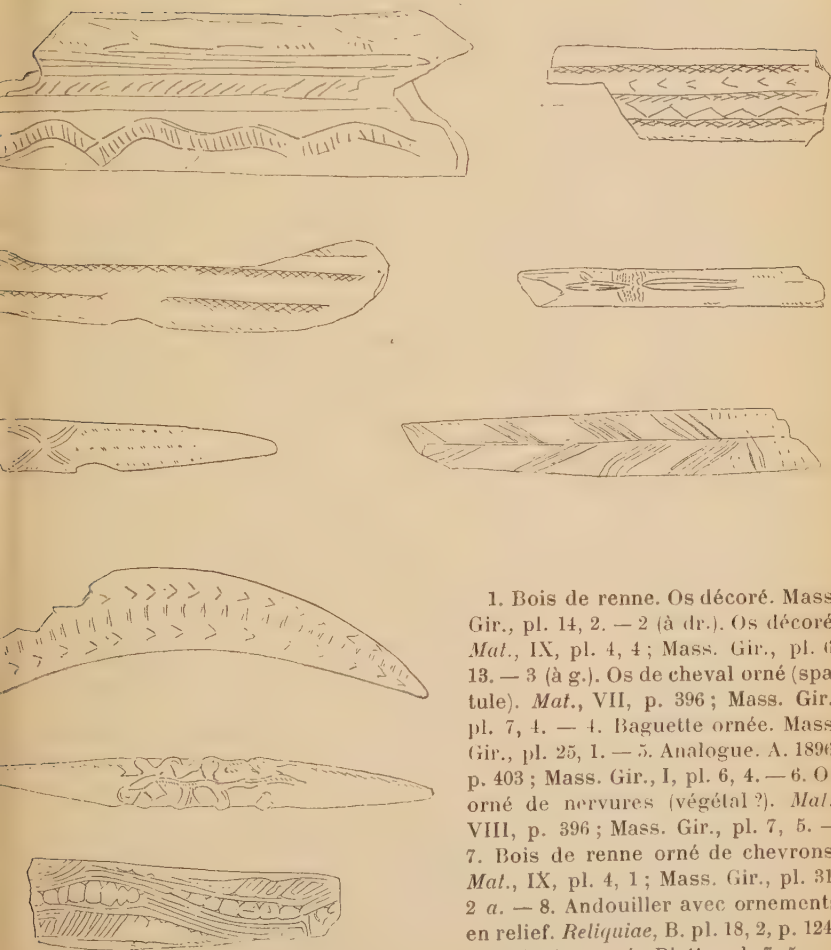 1. Bois de renne. Os décoré. Mass
Gir., pl. 14, 2. — 2 (à dr.). Os décoré
Mat., IX, pl. 4, 4 ; Mass. Gir., pl. 6
13. — 3 (à g.). Os de cheval orné (spa
tule). Mat., VII, p. 396 ; Mass. Gir.
pl. 7, 4. — 4. Baguette ornée. Mass
Gir., pl. 25, 1. — 5. Analogue. A. 1896
p. 403 ; Mass. Gir., I, pl. 6, 4. — 6. O
orné de nervures (végétal ?). Mat.
VIII, p. 396 ; Mass. Gir., pl. 7, 5. —
7. Bois de renne orné de chevrons
Mat., IX, pl. 4, 1 ; Mass. Gir., pl. 31
2 a. — 8. Andouiller avec ornements
en relief. Reliquiae, B. pl. 18, 2, p. 124